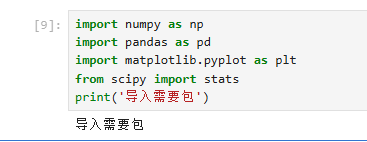 [9]:
import numpy as np
import pandas as pd
import matplotlib.pyplot as plt
from scipy import stats
print('导入需要包')
导入需要包